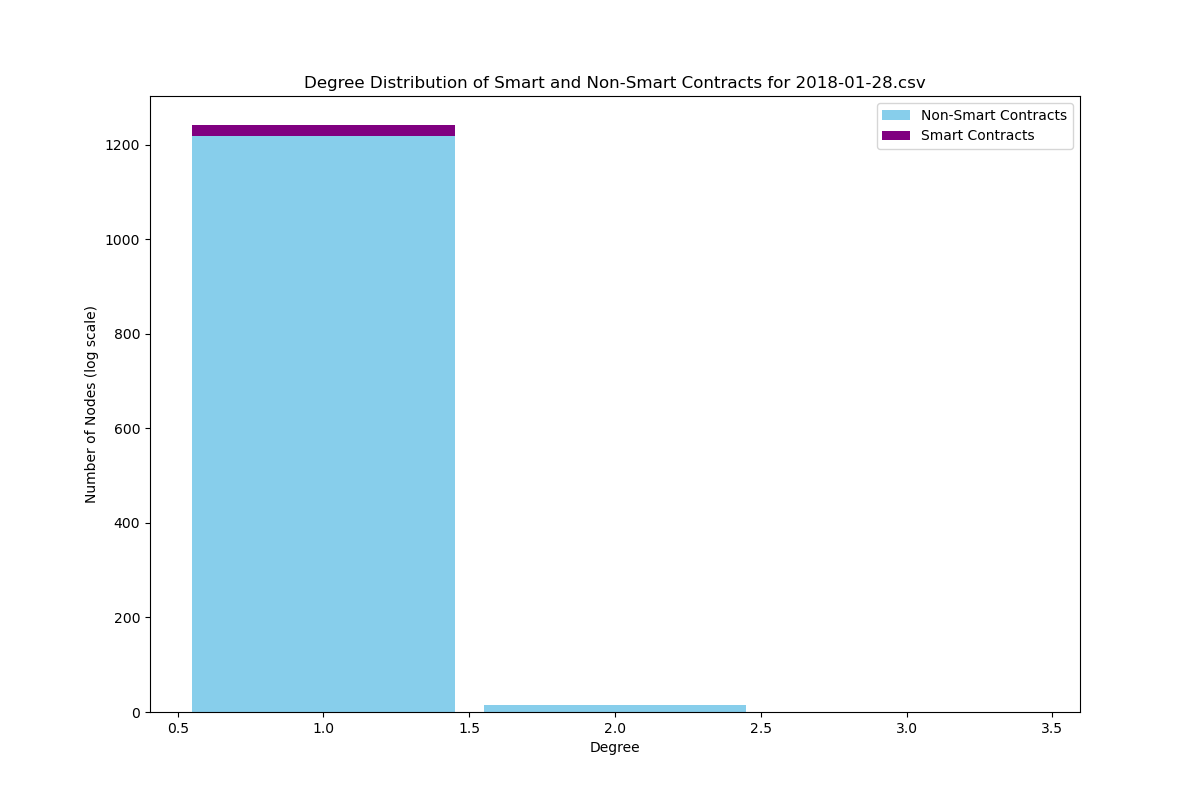 Degree Distribution of Smart and Non-Smart Contracts for 2018-01-28.csv
Non-Smart Contracts
Smart Contracts
Number of Nodes (log scale)
1200
1000
800
600
400
200
0
0.5 1.0 1.5 2.0 2.5 3.0 3.5
Degree